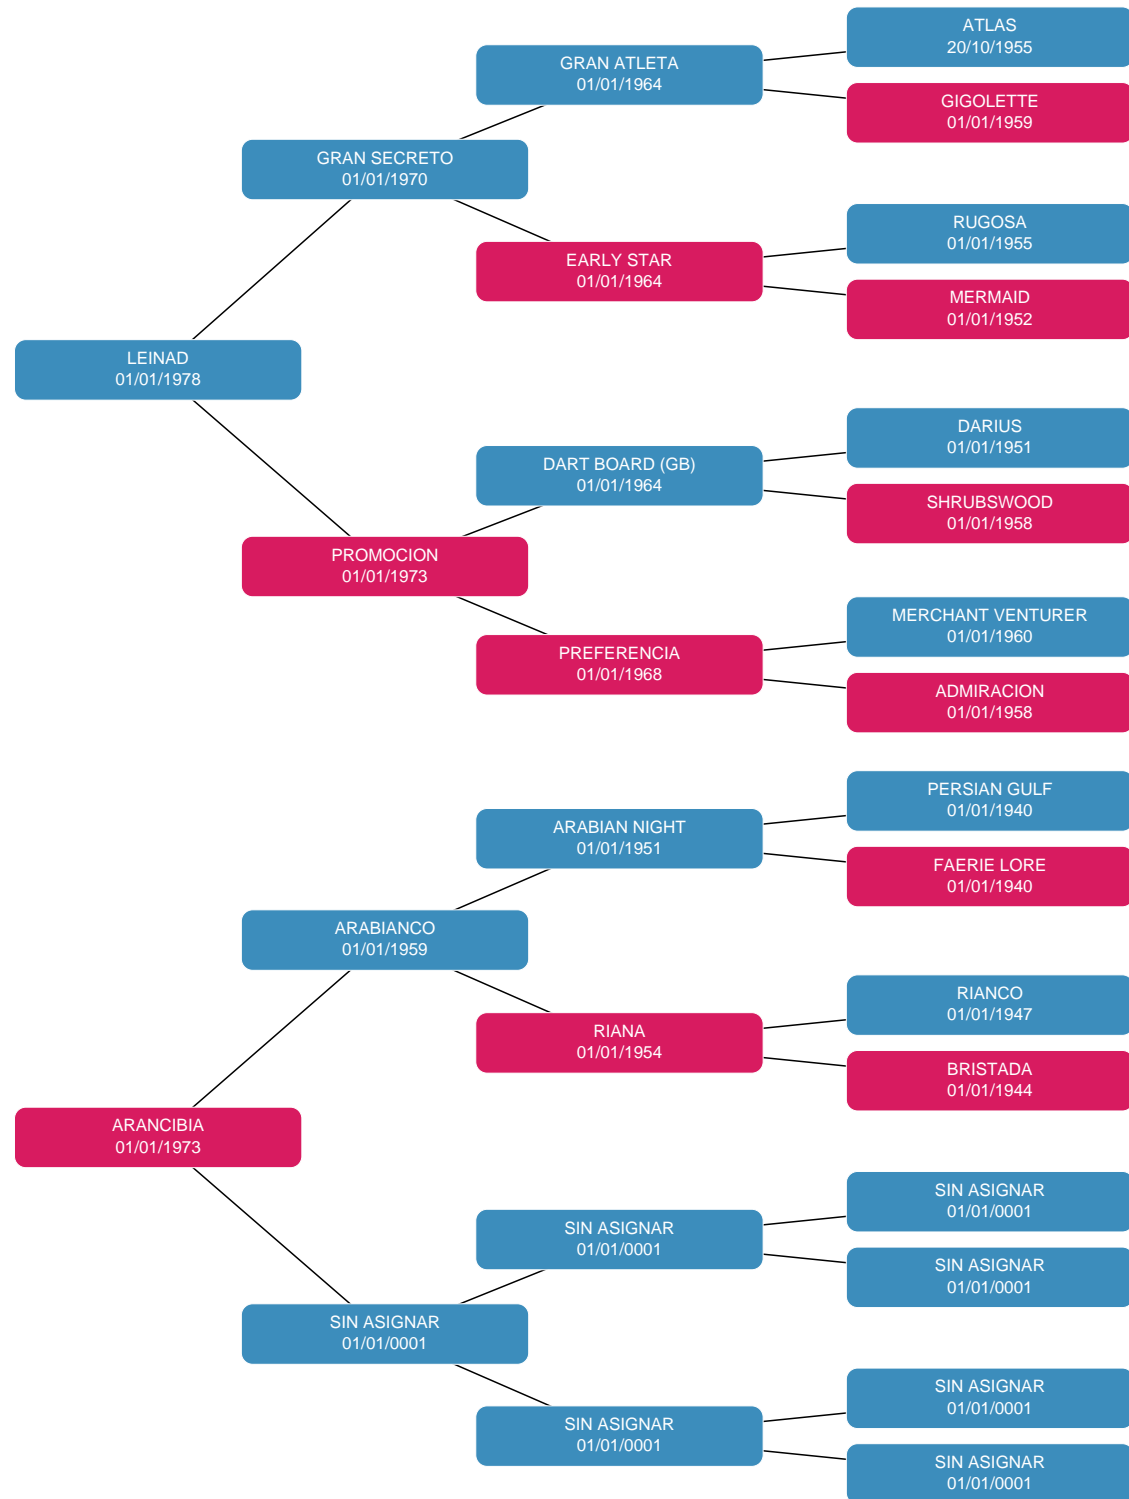 ATLAS
20/10/1955
GRAN ATLETA
01/01/1964
GIGOLETTE
01/01/1959
GRAN SECRETO
01/01/1970
RUGOSA
01/01/1955
EARLY STAR
01/01/1964
MERMAID
01/01/1952
LEINAD
01/01/1978
DARIUS
01/01/1951
DART BOARD (GB)
01/01/1964
SHRUBSWOOD
01/01/1958
PROMOCION
01/01/1973
MERCHANT VENTURER
01/01/1960
PREFERENCIA
01/01/1968
ADMIRACION
01/01/1958
PERSIAN GULF
01/01/1940
ARABIAN NIGHT
01/01/1951
FAERIE LORE
01/01/1940
ARABIANCO
01/01/1959
RIANCO
01/01/1947
RIANA
01/01/1954
BRISTADA
01/01/1944
ARANCIBIA
01/01/1973
SIN ASIGNAR
01/01/0001
SIN ASIGNAR
01/01/0001
SIN ASIGNAR
01/01/0001
SIN ASIGNAR
01/01/0001
SIN ASIGNAR
01/01/0001
SIN ASIGNAR
01/01/0001
SIN ASIGNAR
01/01/0001